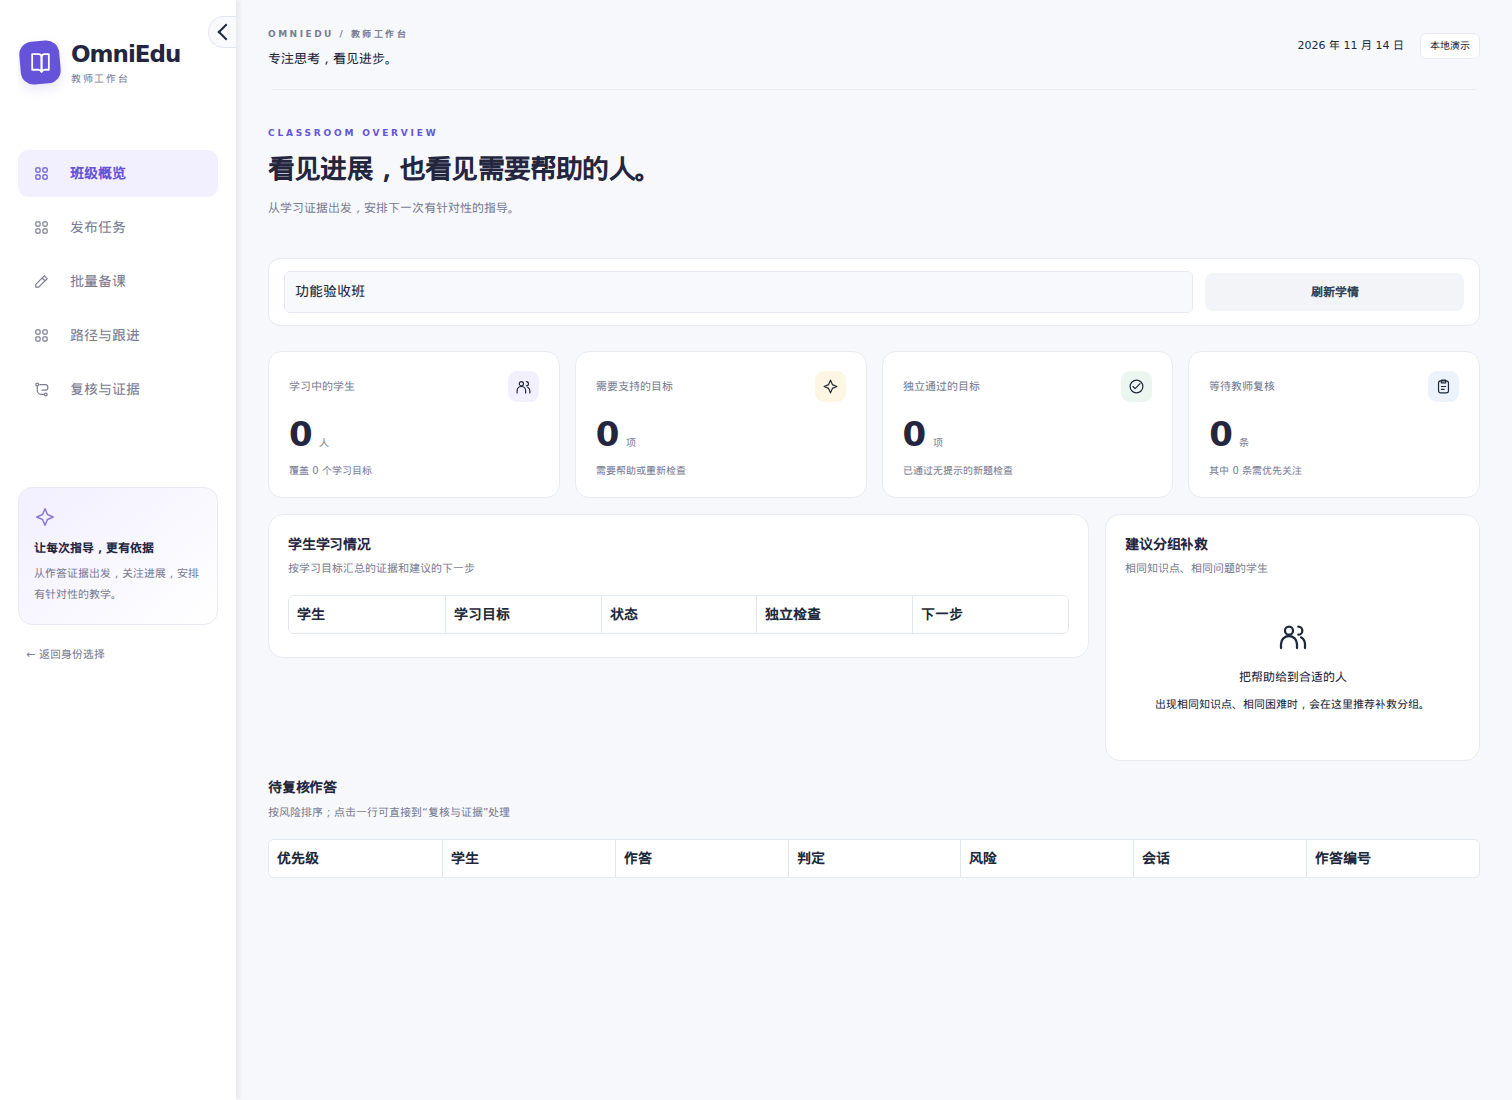 OmniEdu
教师工作台
班级概览
发布任务
批量备课
路径与跟进
复核与证据
让每次指导，更有依据
从作答证据出发，关注进展，安排
有针对性的教学。
← 返回身份选择
OMNIEDU / 教师工作台
专注思考，看见进步。
2026 年 11 月 14 日
本地演示
CLASSROOM OVERVIEW
看见进展，也看见需要帮助的人。
从学习证据出发，安排下一次有针对性的指导。
功能验收班
刷新学情
学习中的学生
0 人
覆盖 0 个学习目标
需要支持的目标
0 项
需要帮助或重新检查
独立通过的目标
0 项
已通过无提示的新题检查
等待教师复核
0 条
其中 0 条需优先关注
学生学习情况
按学习目标汇总的证据和建议的下一步
学生 学习目标 状态 独立检查 下一步
建议分组补救
相同知识点、相同问题的学生
把帮助给到合适的人
出现相同知识点、相同困难时，会在这里推荐补救分组。
待复核作答
按风险排序；点击一行可直接到“复核与证据”处理
优先级 学生 作答 判定 风险 会话 作答编号